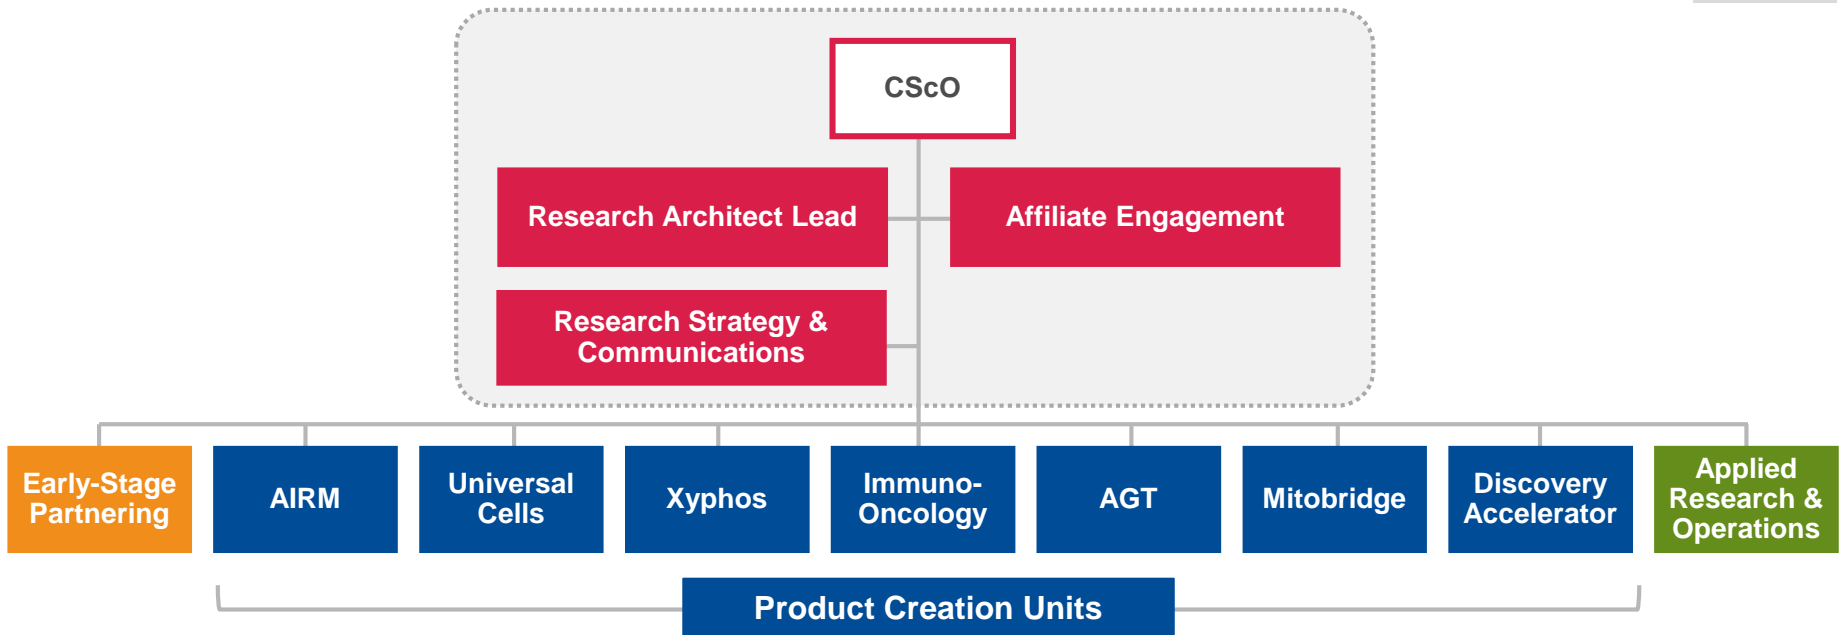 CScO
Research Architect Lead
Affiliate Engagement
Research Strategy &
Communications
Early-Stage
Partnering
AIRM
Universal
Cells
Xyphos
Immuno-
Oncology
AGT
Mitobridge
Discovery
Accelerator
Applied
Research &
Operations
Product Creation Units